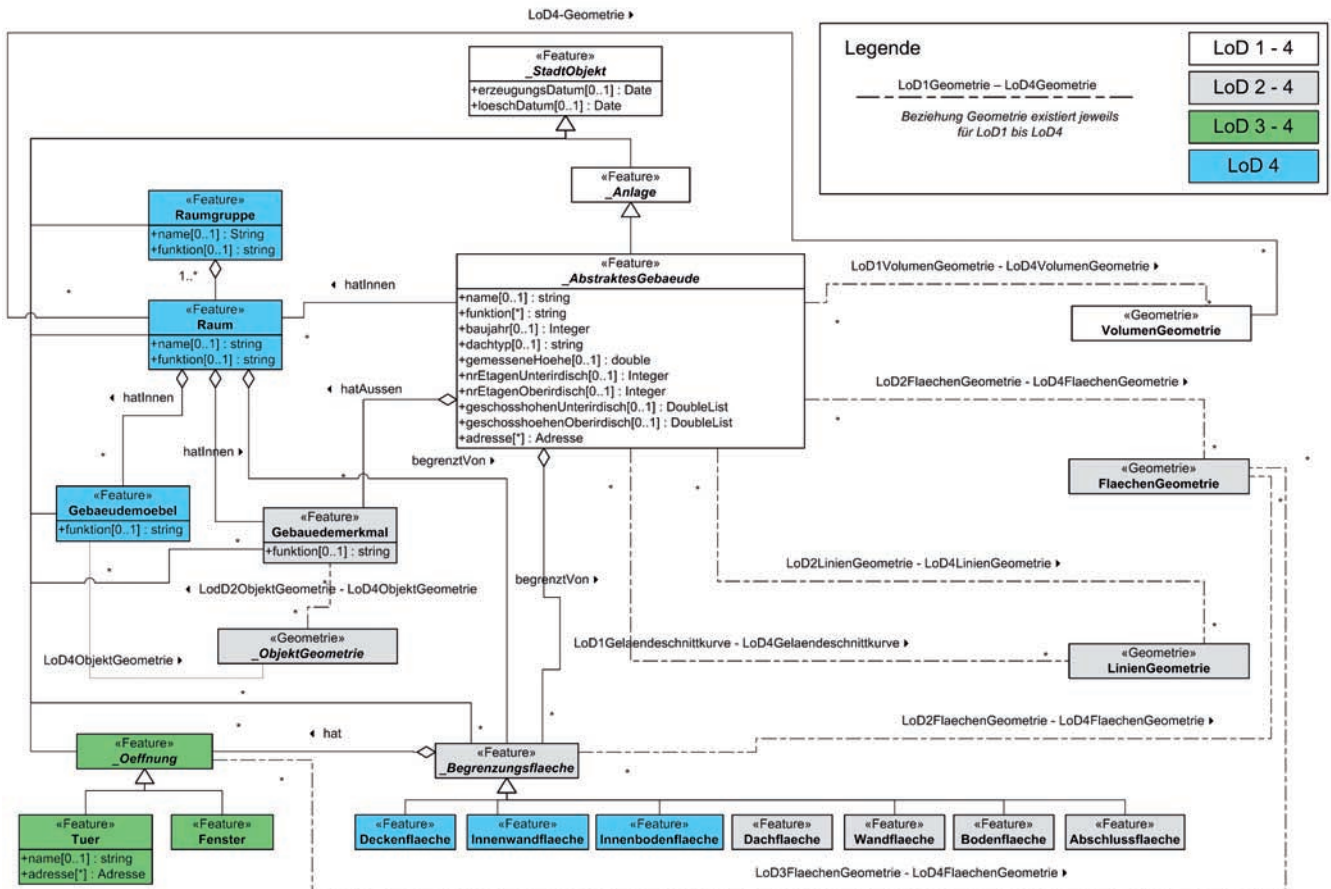 LoD4-Geometrie ▸
«Feature»
_StadtObjekt
+erzeugungsDatum[0..1] : Date
+loeschDatum[0..1] : Date
Legende
LoD1Geometrie – LoD4Geometrie
Beziehung Geometrie existiert jeweils
für LoD1 bis LoD4
LoD 1 - 4
LoD 2 - 4
LoD 3 - 4
LoD 4
«Feature»
_Anlage
«Feature»
Raumgruppe
+name[0..1] : String
+funktion[0..1] : string
1..*
*
«Feature»
Raum
+name[0..1] : string
+funktion[0..1] : string
◂ hatInnen
*
«Feature»
_AbstraktesGebaeude
+name[0..1] : string
+funktion[*] : string
+baujahr[0..1] : Integer
+dachtyp[0..1] : string
+gemesseneHoehe[0..1] : double
+nrEtagenUnterirdisch[0..1] : Integer
+nrEtagenOberirdisch[0..1] : Integer
+geschosshohenUnterirdisch[0..1] : DoubleList
+geschosshoehenOberirdisch[0..1] : DoubleList
+adresse[*] : Adresse
*
LoD1VolumenGeometrie - LoD4VolumenGeometrie ▸
*
*
«Geometrie»
VolumenGeometrie
LoD2FlaechenGeometrie - LoD4FlaechenGeometrie ▸
*
*
*
«Geometrie»
FlaechenGeometrie
*
◂ hatInnen
*
hatInnen ▸
◂ hatAussen
*
begrenztVon ▸
*
*
«Feature»
Gebaeudemoebel
+funktion[0..1] : string
*
«Feature»
Gebauedemerkmal
+funktion[0..1] : string
*
*
◂ LodD2ObjektGeometrie - LoD4ObjektGeometrie
*
«Geometrie»
_ObjektGeometrie
LoD4ObjektGeometrie ▸
*
begrenztVon ▸
LoD2LinienGeometrie - LoD4LinienGeometrie ▸
*
LoD1Gelaendeschnittkurve - LoD4Gelaendeschnittkurve ▸
*
«Geometrie»
LinienGeometrie
LoD2FlaechenGeometrie - LoD4FlaechenGeometrie ▸
*
*
*
«Feature»
_Oeffnung
◂ hat
*
«Feature»
_Begrenzungsflaeche
*
«Feature»
Tuer
+name[0..1] : string
+adresse[*] : Adresse
«Feature»
Fenster
«Feature»
Deckenflaeche
«Feature»
Innenwandflaeche
«Feature»
Innenbodenflaeche
«Feature»
Dachflaeche
«Feature»
Wandflaeche
«Feature»
Bodenflaeche
«Feature»
Abschlussflaeche
LoD3FlaechenGeometrie - LoD4FlaechenGeometrie ▸